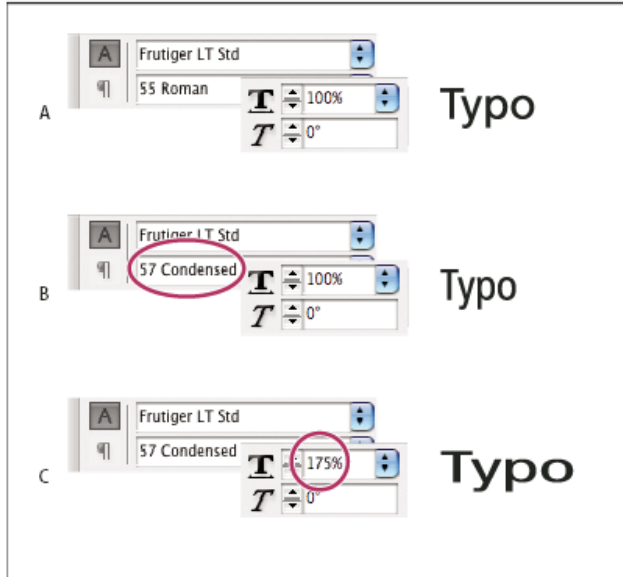 A
Frutiger LT Std
¶ 55 Roman
T 100%
T 0°
A Typo
A
Frutiger LT Std
¶ 57 Condensed
T 100%
T 0°
B Typo
A
Frutiger LT Std
¶ 57 Condensed
T 175%
T 0°
C Typo